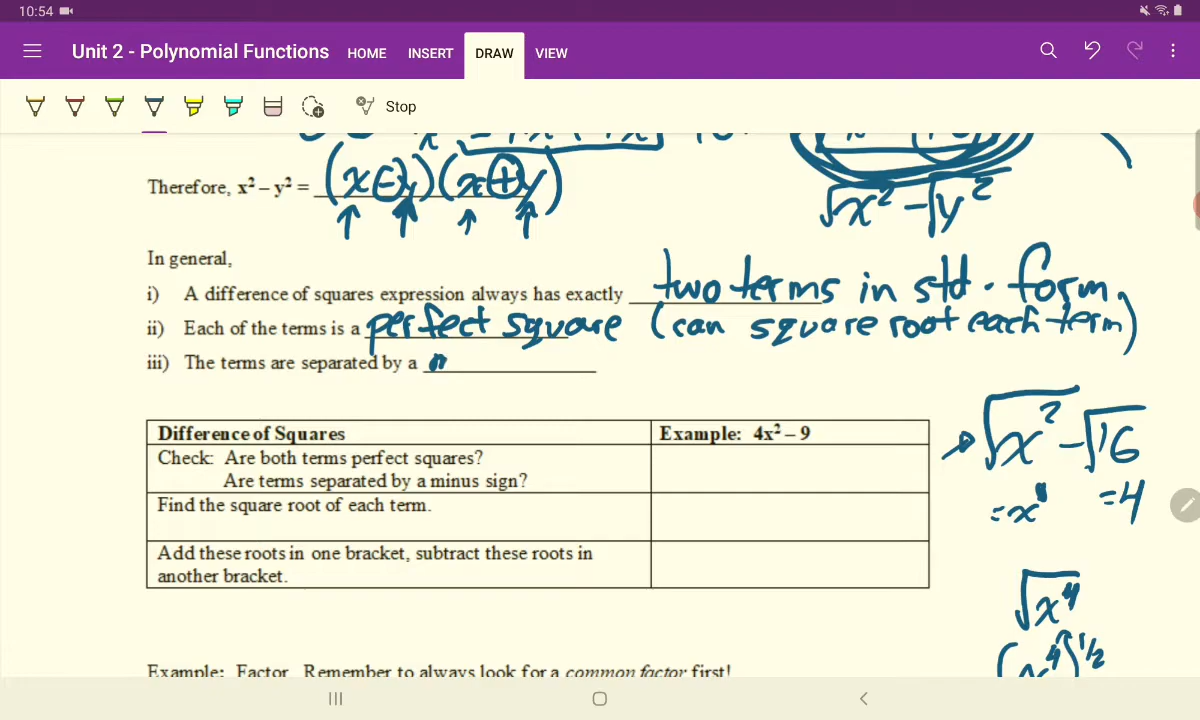 10:54
Unit 2 - Polynomial Functions HOME INSERT DRAW VIEW
Stop
Therefore, x² – y² = (x-y)(x+y)
√x² - √y²
In general,
i) A difference of squares expression always has exactly two terms in std. form.
ii) Each of the terms is a perfect square (can square root each term)
iii) The terms are separated by a
Difference of Squares Example: 4x² – 9
Check: Are both terms perfect squares?
Are terms separated by a minus sign?
Find the square root of each term.
Add these roots in one bracket, subtract these roots in
another bracket.
√x² - √16
=x =4
√x⁴
(x⁴)^1/2
Example: Factor. Remember to always look for a common factor first!